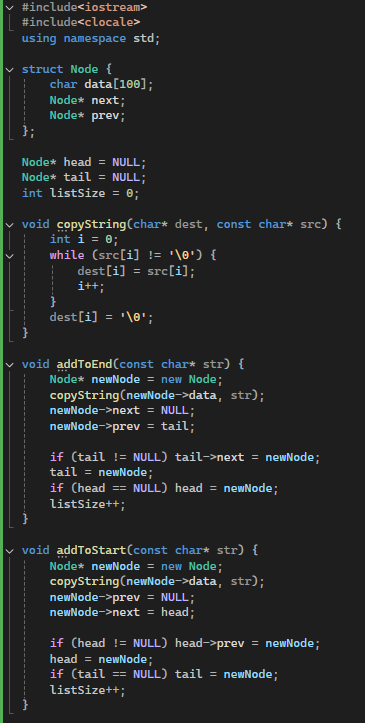 #include<iostream>
#include<clocale>
using namespace std;

struct Node {
    char data[100];
    Node* next;
    Node* prev;
};

Node* head = NULL;
Node* tail = NULL;
int listSize = 0;

void copyString(char* dest, const char* src) {
    int i = 0;
    while (src[i] != '\0') {
        dest[i] = src[i];
        i++;
    }
    dest[i] = '\0';
}

void addToEnd(const char* str) {
    Node* newNode = new Node;
    copyString(newNode->data, str);
    newNode->next = NULL;
    newNode->prev = tail;

    if (tail != NULL) tail->next = newNode;
    tail = newNode;
    if (head == NULL) head = newNode;
    listSize++;
}

void addToStart(const char* str) {
    Node* newNode = new Node;
    copyString(newNode->data, str);
    newNode->prev = NULL;
    newNode->next = head;

    if (head != NULL) head->prev = newNode;
    head = newNode;
    if (tail == NULL) tail = newNode;
    listSize++;
}